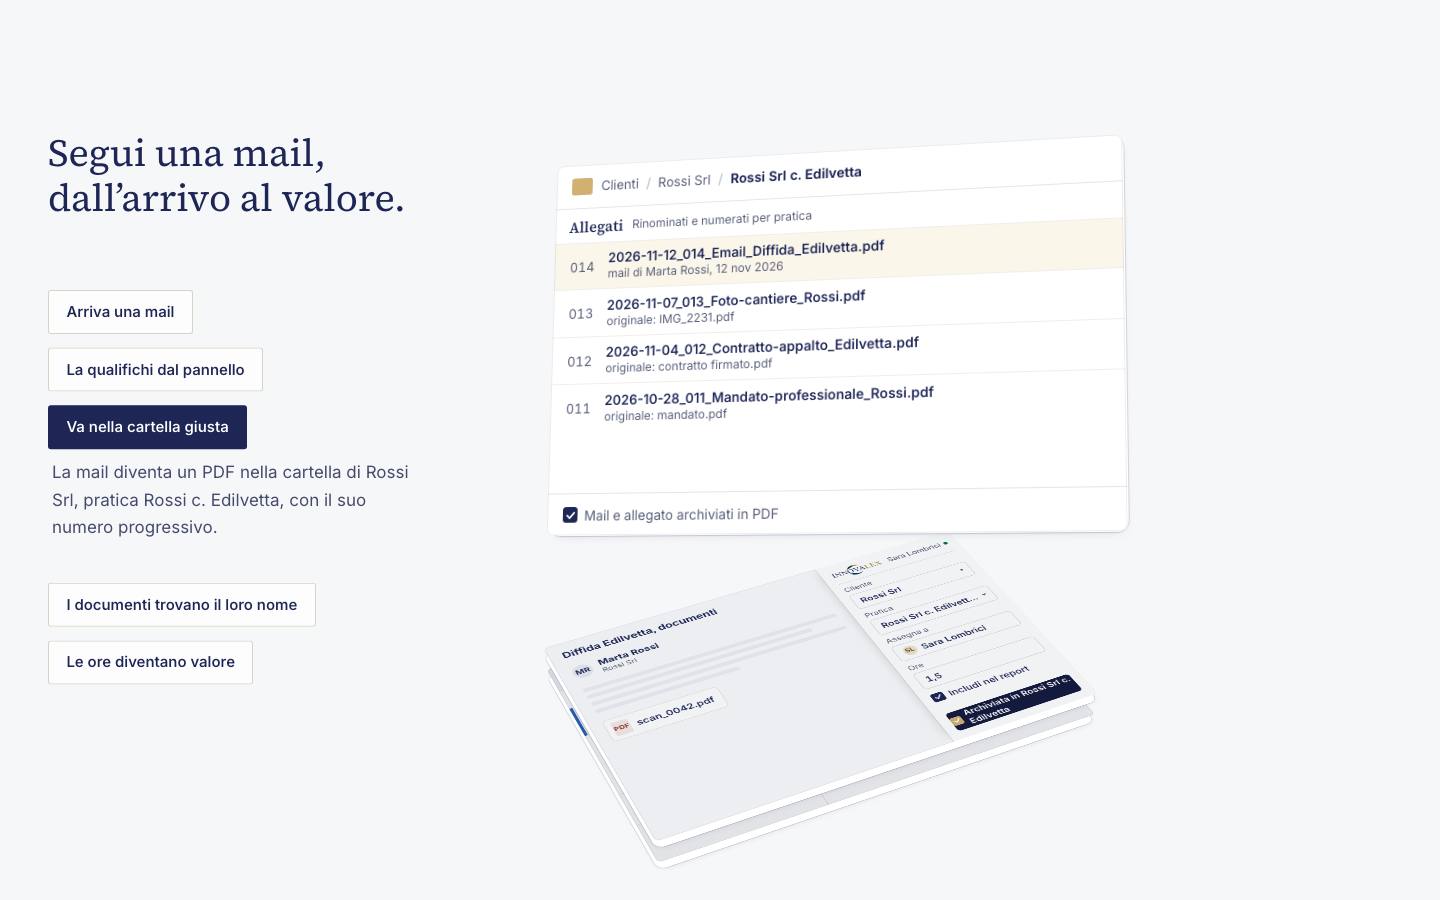 Segui una mail,
dall’arrivo al valore.
Arriva una mail
La qualifichi dal pannello
Va nella cartella giusta
La mail diventa un PDF nella cartella di Rossi
Srl, pratica Rossi c. Edilvetta, con il suo
numero progressivo.
I documenti trovano il loro nome
Le ore diventano valore
Clienti / Rossi Srl / Rossi Srl c. Edilvetta
Allegati Rinominati e numerati per pratica
014 2026-11-12_014_Email_Diffida_Edilvetta.pdf
mail di Marta Rossi, 12 nov 2026
013 2026-11-07_013_Foto-cantiere_Rossi.pdf
originale: IMG_2231.pdf
012 2026-11-04_012_Contratto-appalto_Edilvetta.pdf
originale: contratto firmato.pdf
011 2026-10-28_011_Mandato-professionale_Rossi.pdf
originale: mandato.pdf
Mail e allegato archiviati in PDF
Diffida Edilvetta, documenti
MR Marta Rossi
Rossi Srl
PDF scan_0042.pdf
INNOVALEX Sara Lombrici
Cliente
Rossi Srl
Pratica
Rossi Srl c. Edilvett...
Assegna a
SL Sara Lombrici
Ore
1,5
Includi nel report
Archiviata in Rossi Srl c.
Edilvetta